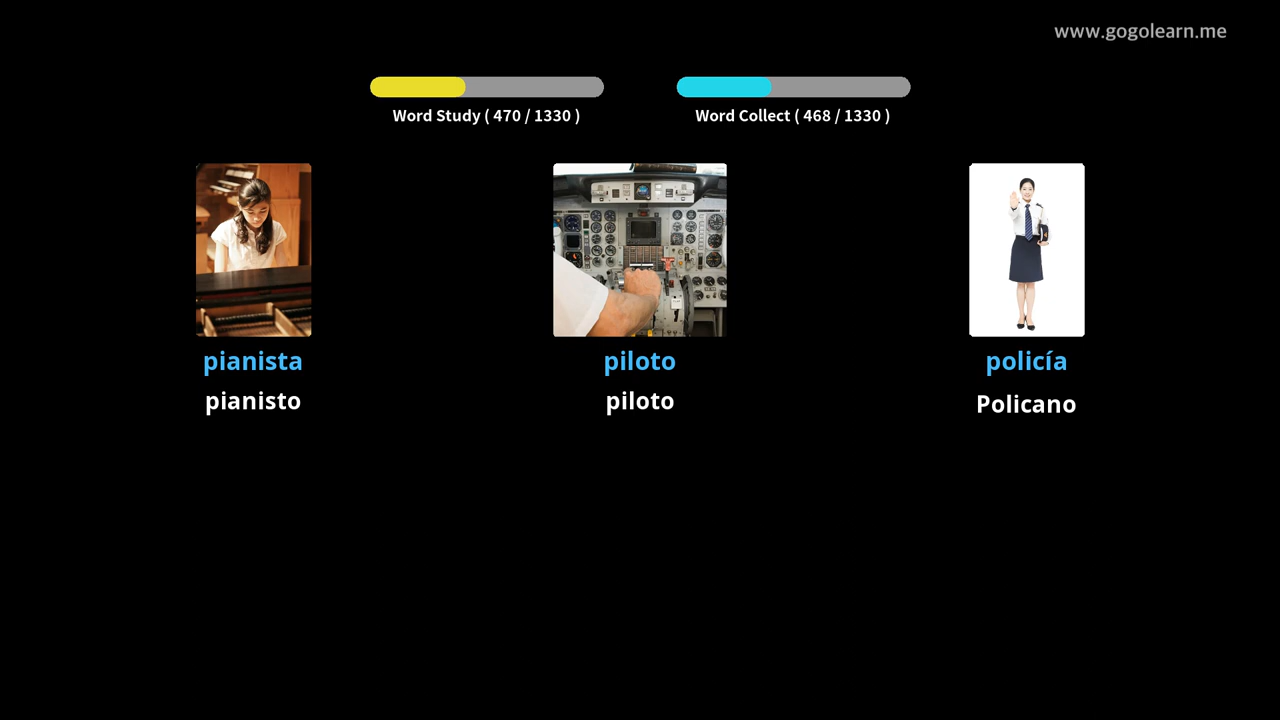 www.gogolearn.me
Word Study ( 470 / 1330 )
Word Collect ( 468 / 1330 )
pianista
piloto
policía
pianisto
piloto
Policano